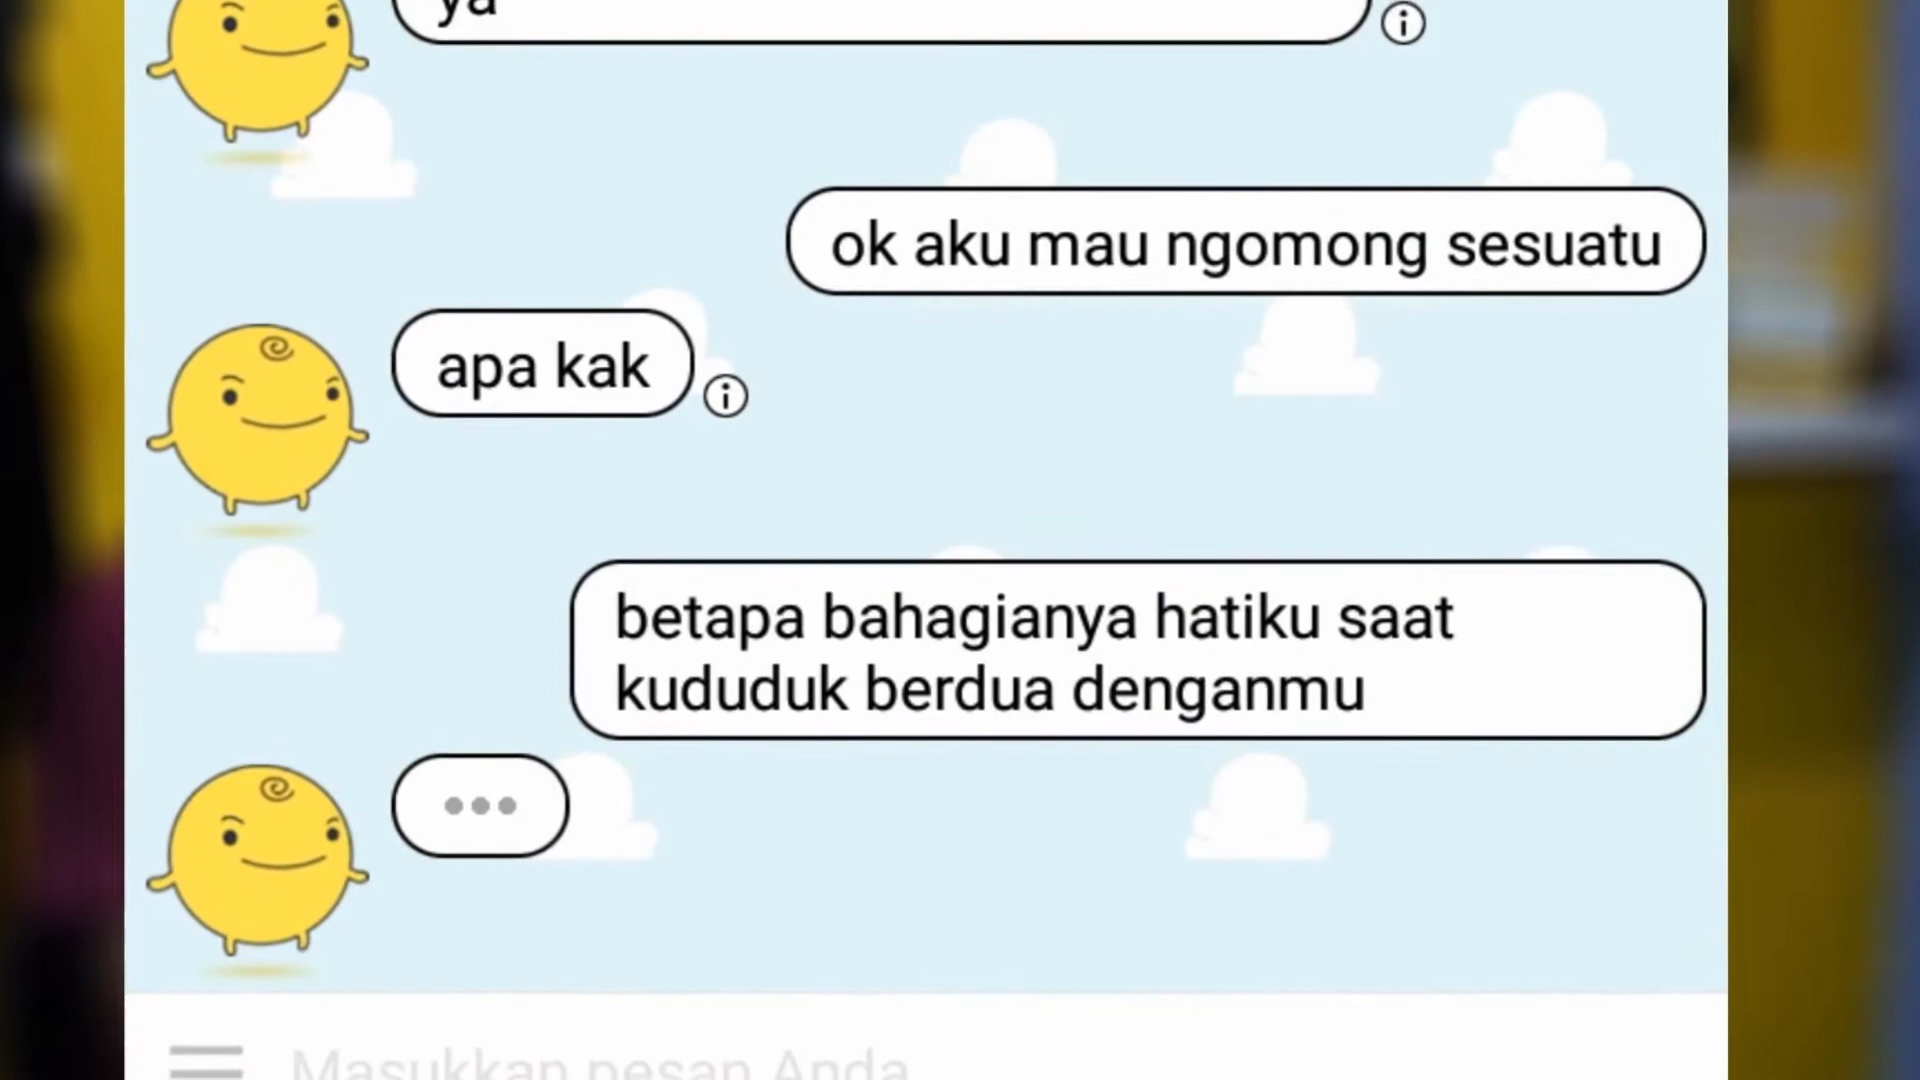 ya
ok aku mau ngomong sesuatu
apa kak
betapa bahagianya hatiku saat
kududuk berdua denganmu
Masukkan pesan Anda